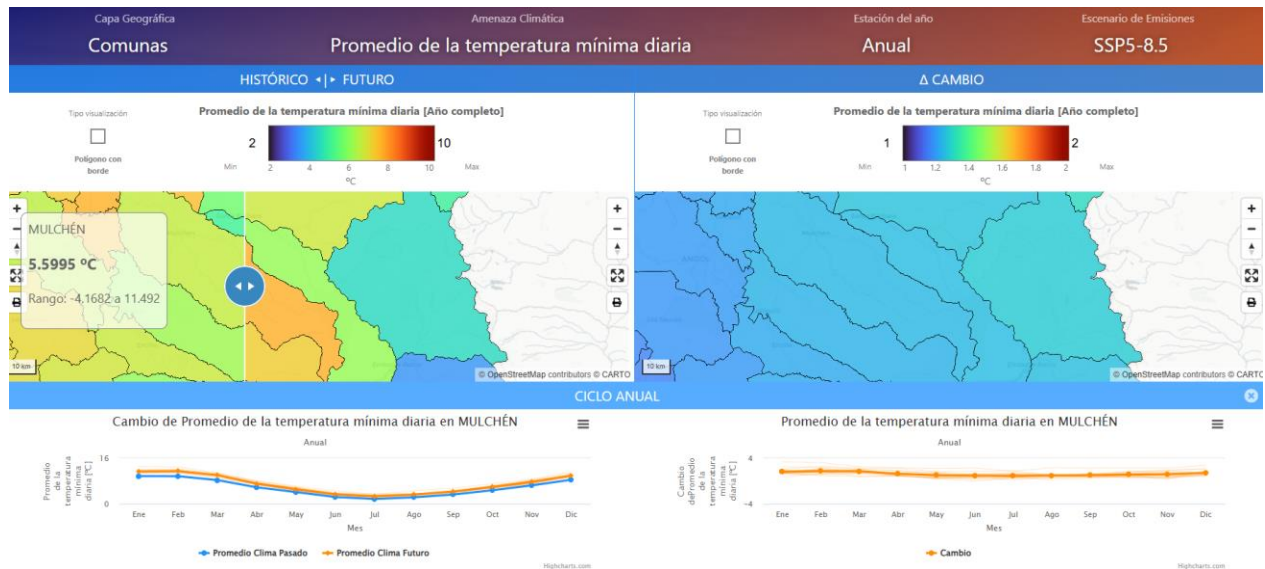 Capa Geográfica
Comunas
Amenaza Climática
Promedio de la temperatura mínima diaria
Estación del año
Anual
Escenario de Emisiones
SSP5-8.5
HISTÓRICO ◂|▸ FUTURO
Δ CAMBIO
Tipo visualización
Polígono con
borde
Promedio de la temperatura mínima diaria [Año completo]
2 10
Min 2 4 6 8 10 Max
ºC
Tipo visualización
Polígono con
borde
Promedio de la temperatura mínima diaria [Año completo]
1 2
Min 1 1.2 1.4 1.6 1.8 2 Max
ºC
MULCHÉN
5.5995 ºC
Rango: -4.1682 a 11.492
10 km
© OpenStreetMap contributors © CARTO
10 km
© OpenStreetMap contributors © CARTO
CICLO ANUAL
Cambio de Promedio de la temperatura mínima diaria en MULCHÉN
Anual
Promedio
de la
temperatura
mínima
diaria [ºC]
16
0
Ene Feb Mar Abr May Jun Jul Ago Sep Oct Nov Dic
Mes
Promedio Clima Pasado Promedio Clima Futuro
Highcharts.com
Promedio de la temperatura mínima diaria en MULCHÉN
Anual
Cambio
dePromedio
de la
temperatura
mínima
diaria [ºC]
4
−4
Ene Feb Mar Abr May Jun Jul Ago Sep Oct Nov Dic
Mes
Cambio
Highcharts.com